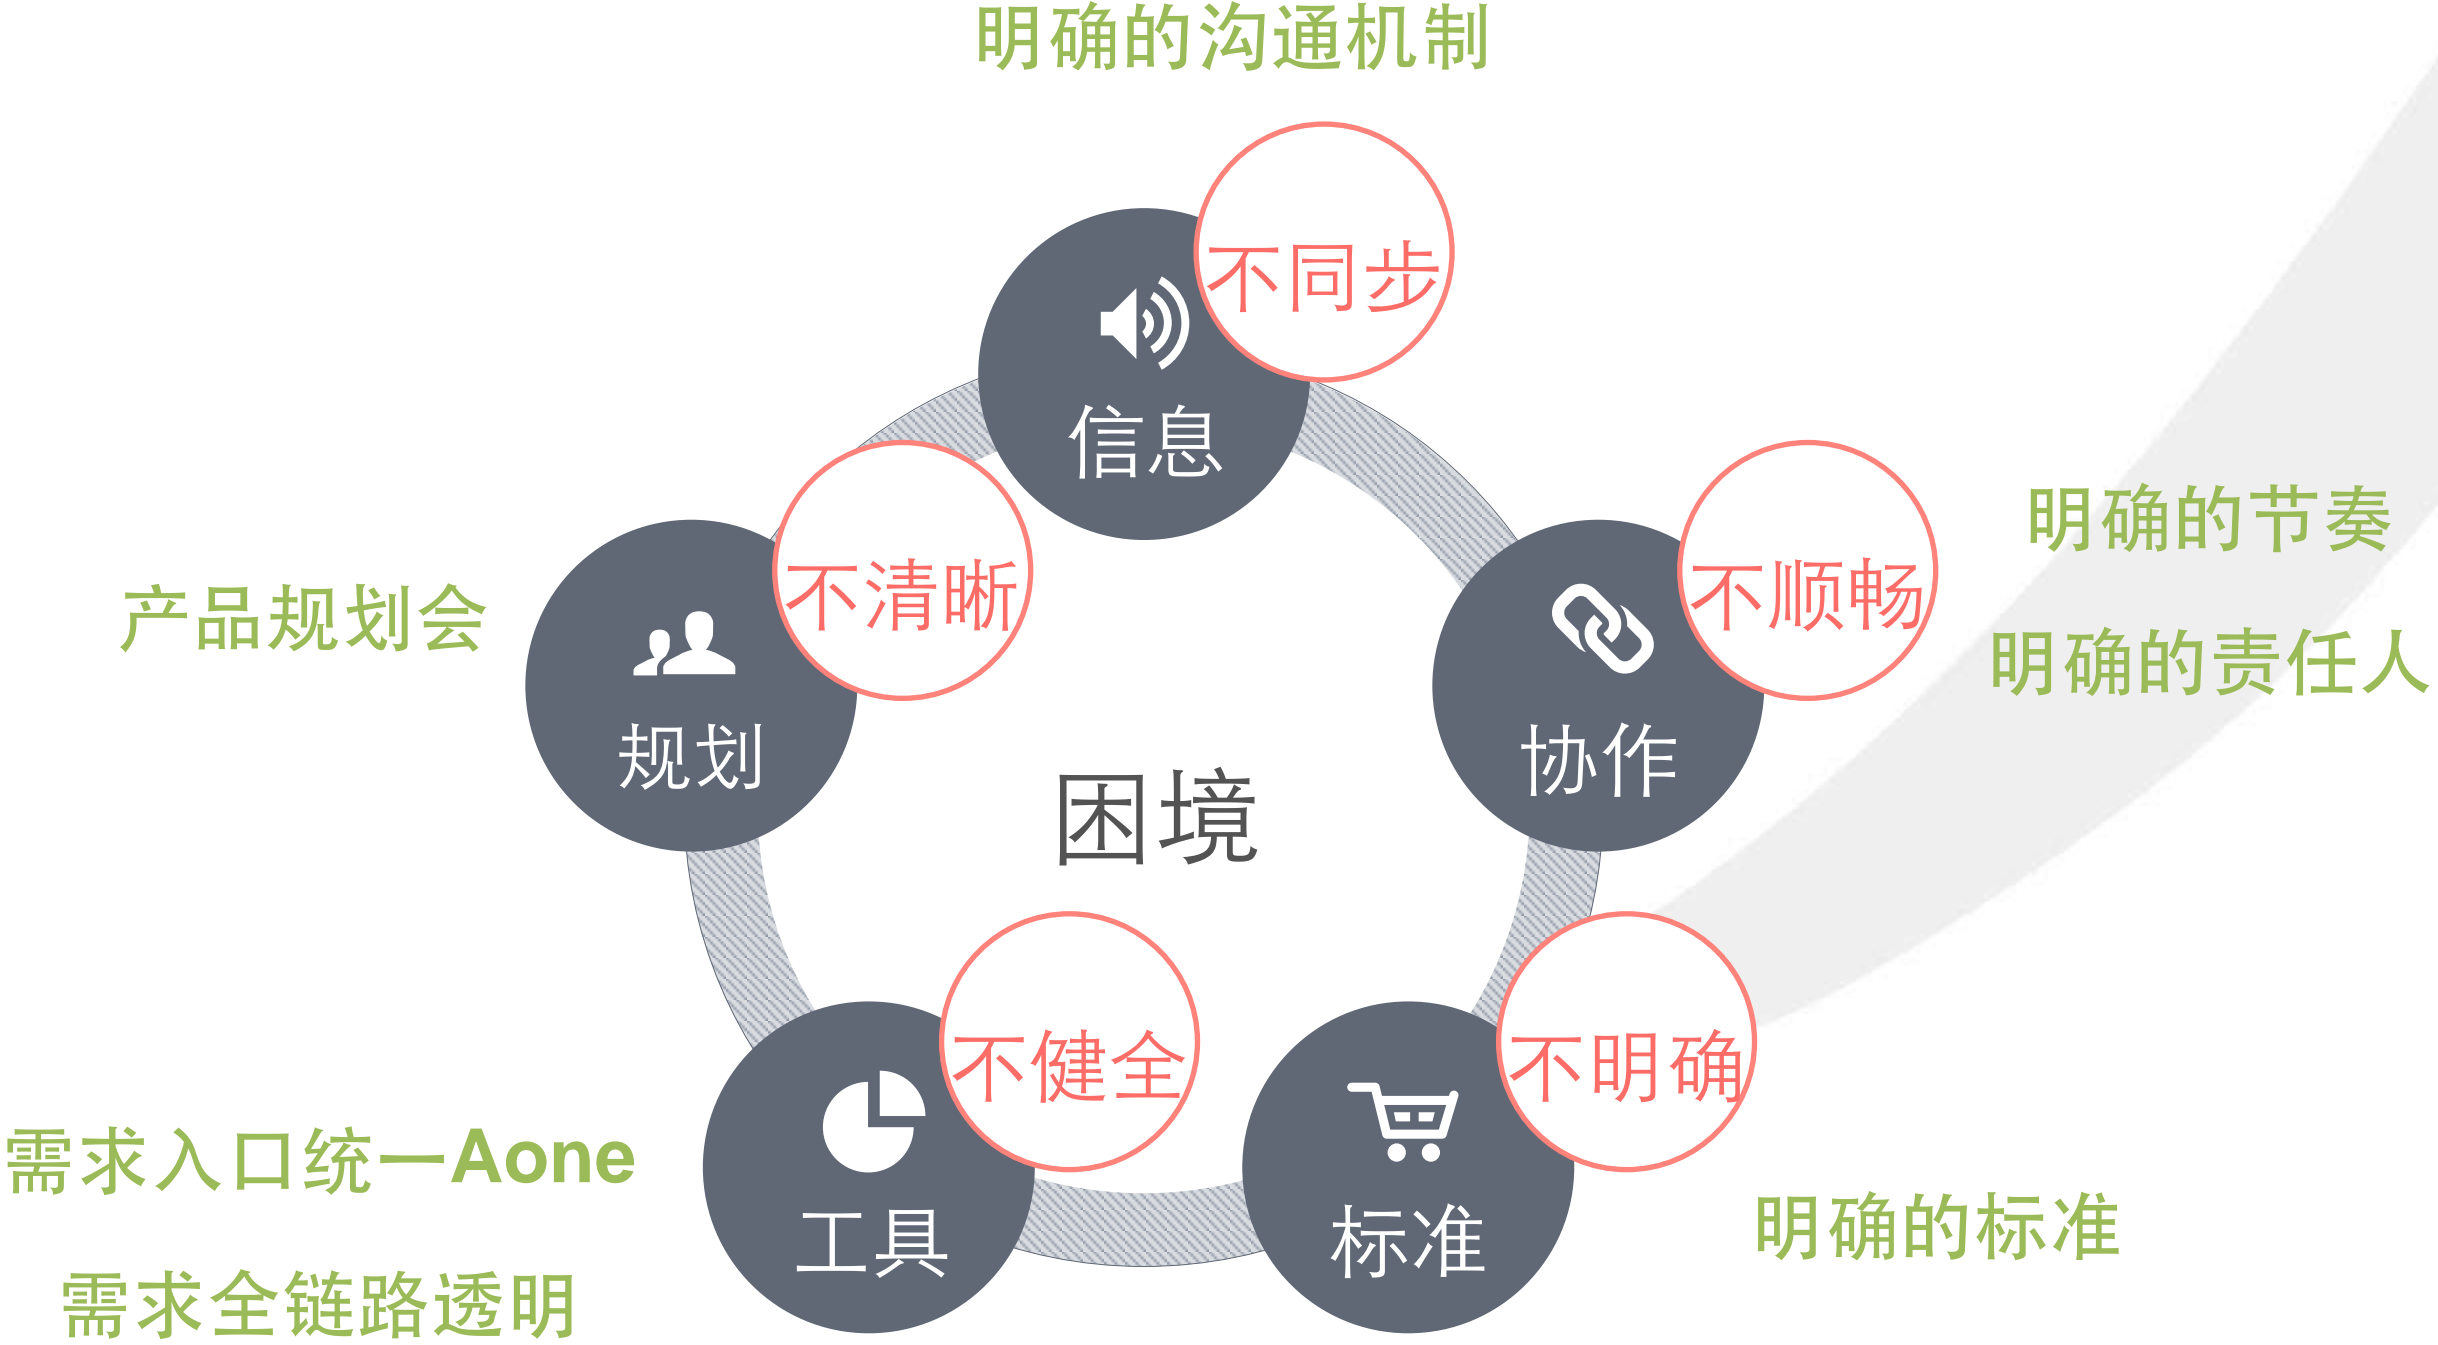 明确的沟通机制
不同步
信息
不清晰
不顺畅
明确的节奏
产品规划会
明确的责任人
规划
协作
困境
不健全
不明确
需求入口统一Aone
工具
标准
明确的标准
需求全链路透明